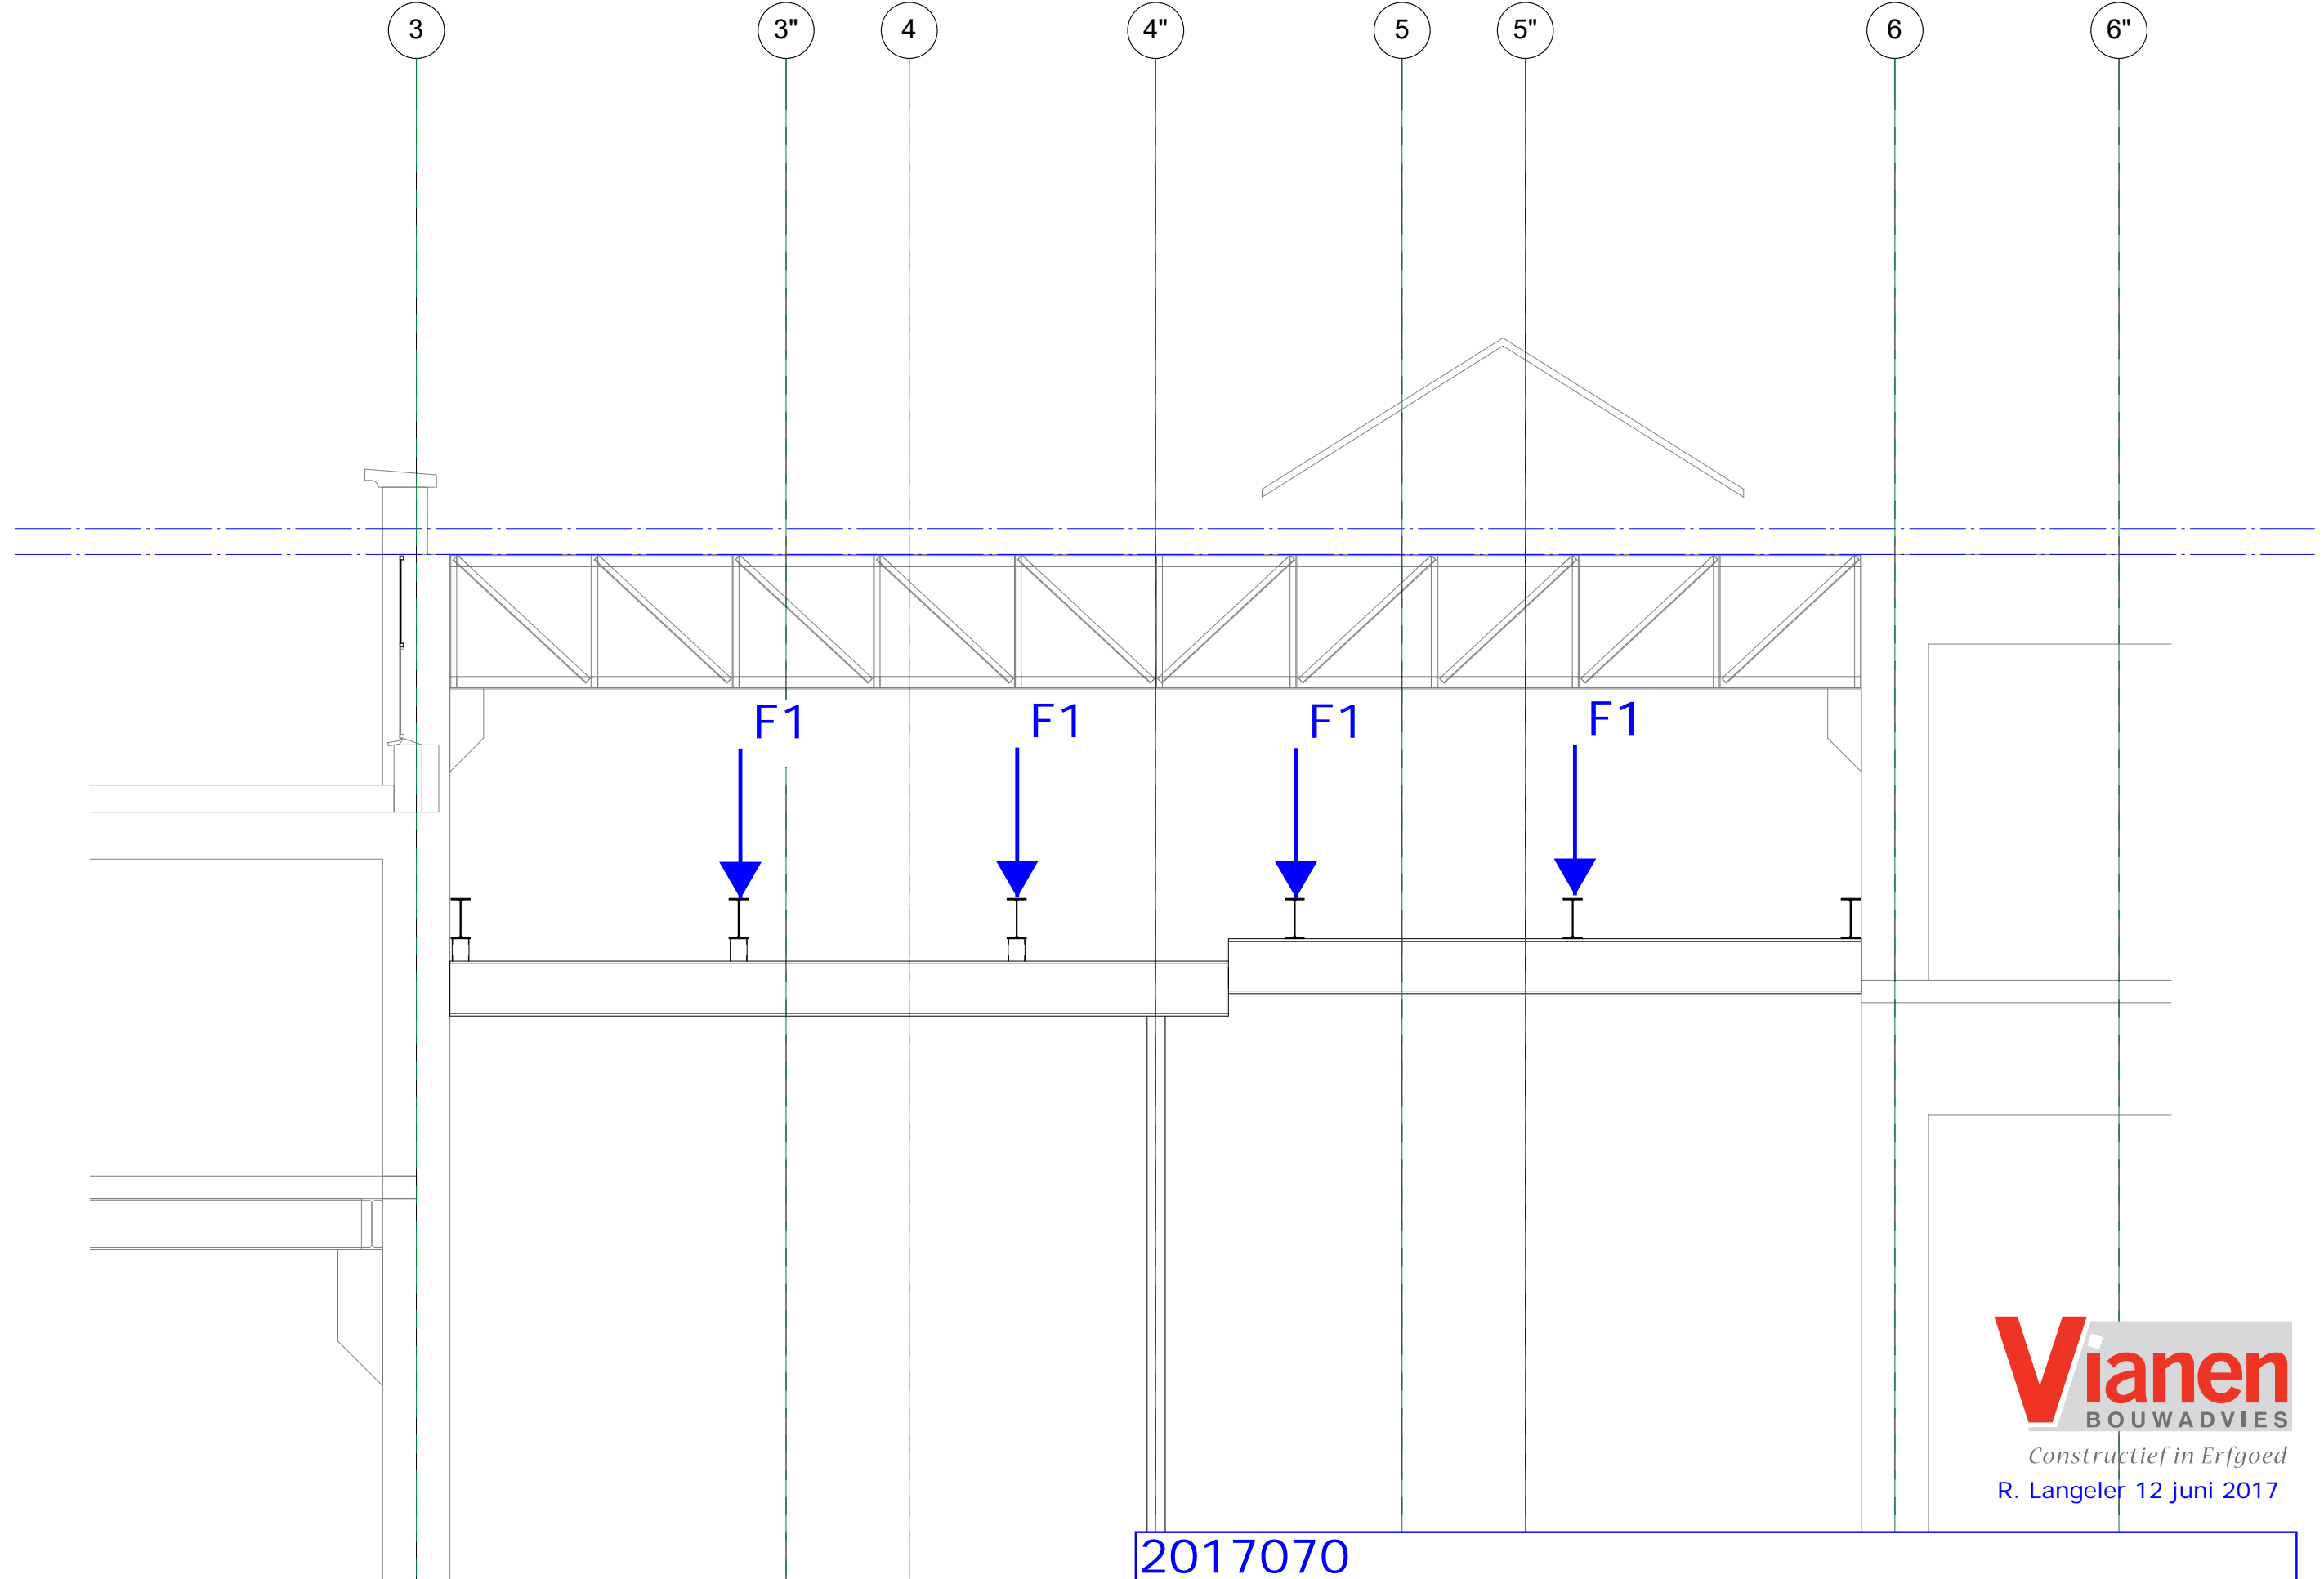 3 3" 4 4" 5 5" 6 6"
F1 F1 F1 F1
Vianen
BOUWADVIES
Constructief in Erfgoed
R. Langeler 12 juni 2017
2017070